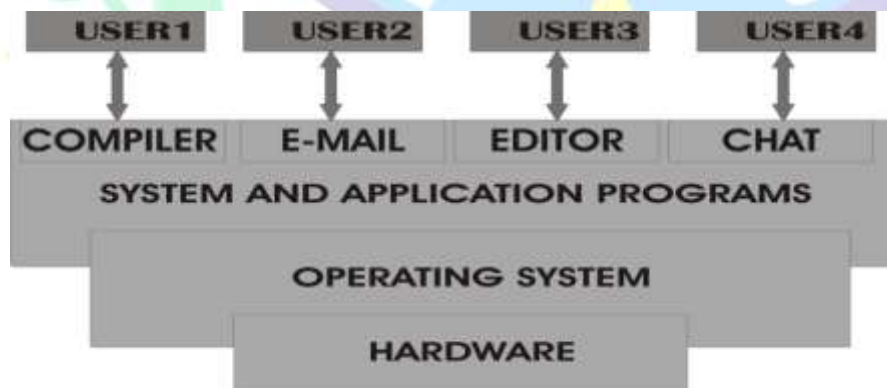 USER1 USER2 USER3 USER4
COMPILER E-MAIL EDITOR CHAT
SYSTEM AND APPLICATION PROGRAMS
OPERATING SYSTEM
HARDWARE